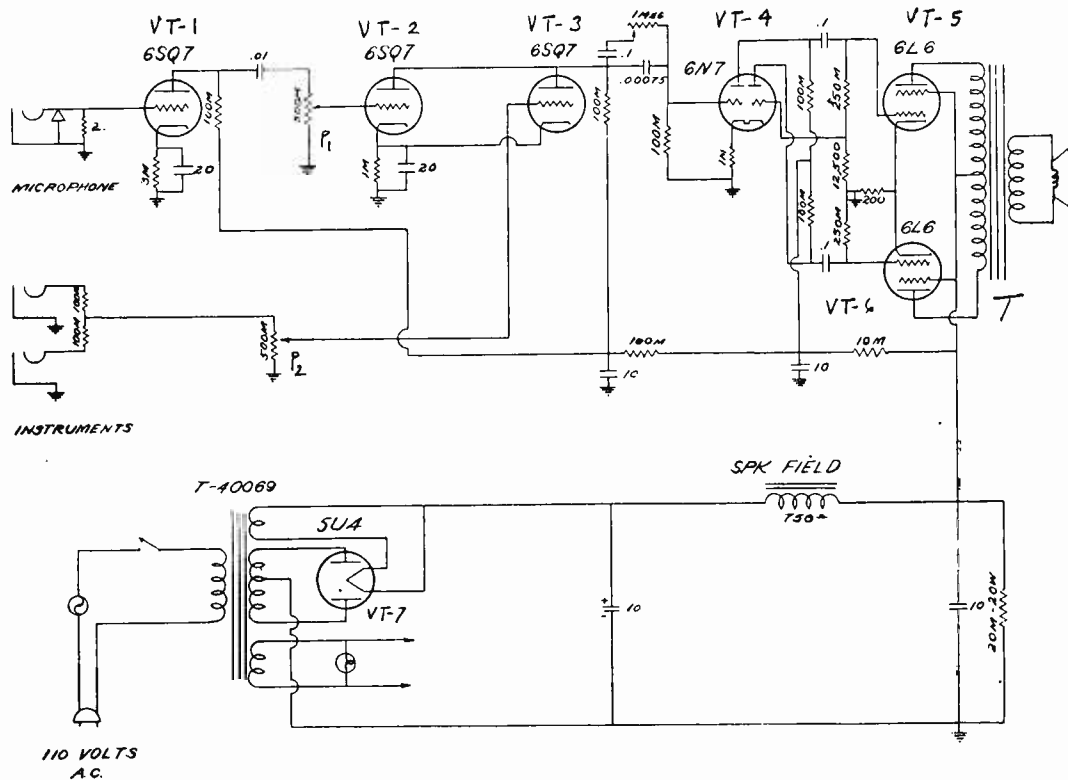 VT-1
6SQ7
VT-2
6SQ7
VT-3
6SQ7
1MEG
.1
.00075
VT-4
6N7
.1
VT-5
6L6
.01
100M
500M
P1
2.
3M
20
1M
20
100M
100M
1M
100M
100M
250M
12,500
200
250M
.1
6L6
VT-6
T
MICROPHONE
100M
100M
500M
P2
INSTRUMENTS
100M
10
10M
10
T-40069
5U4
VT-7
SPK FIELD
750
10
10
20M-20W
110 VOLTS
A.C.